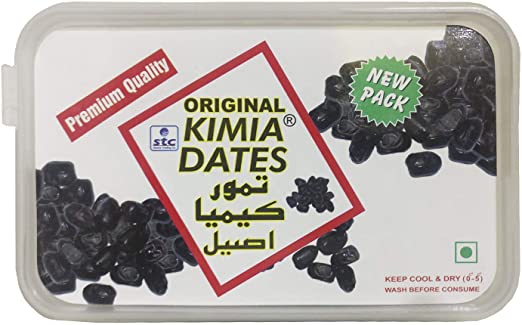 Premium Quality
NEW
PACK
ORIGINAL
KIMIA®
DATES
stc
تمور
كيميا
اصيل
KEEP COOL & DRY (0-5)
WASH BEFORE CONSUME